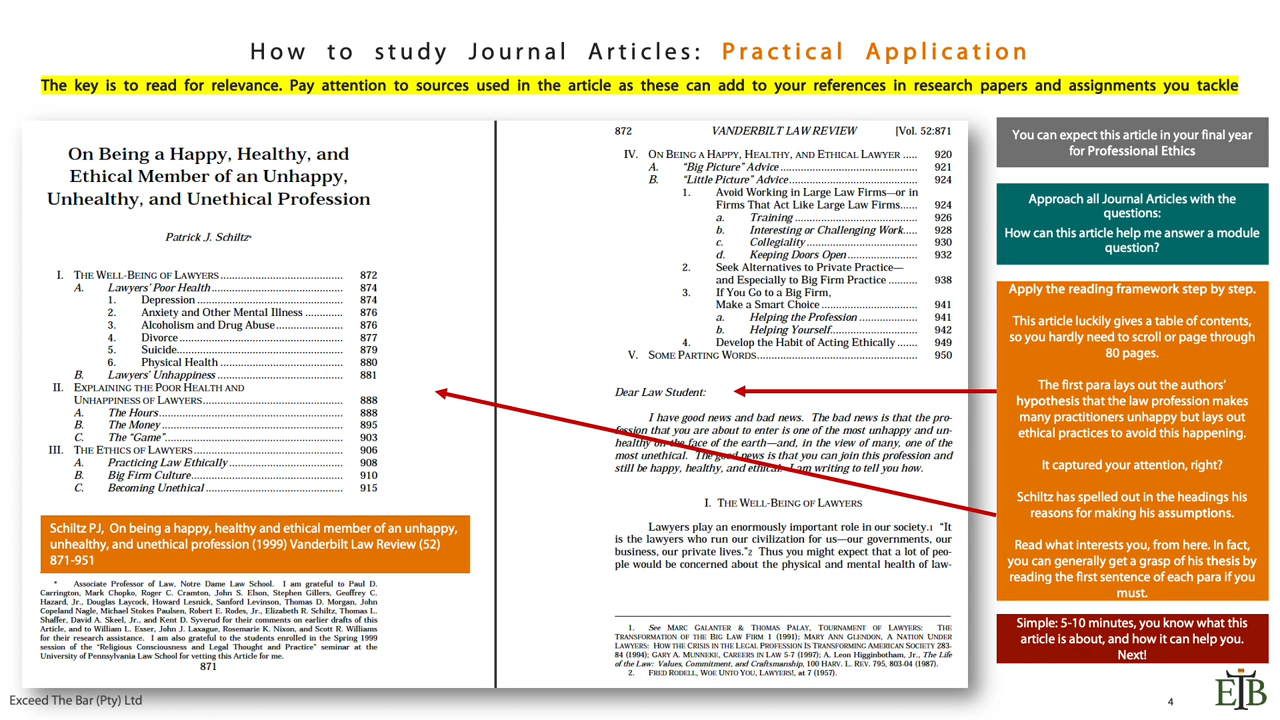 How to study Journal Articles: Practical Application
The key is to read for relevance. Pay attention to sources used in the article as these can add to your references in research papers and assignments you tackle
On Being a Happy, Healthy, and
Ethical Member of an Unhappy,
Unhealthy, and Unethical Profession
Patrick J. Schiltz*
I. THE WELL-BEING OF LAWYERS 872
A. Lawyers' Poor Health 874
1. Depression 874
2. Anxiety and Other Mental Illness 876
3. Alcoholism and Drug Abuse 876
4. Divorce 877
5. Suicide 879
6. Physical Health 880
B. Lawyers' Unhappiness 881
II. EXPLAINING THE POOR HEALTH AND
UNHAPPINESS OF LAWYERS 888
A. The Hours 888
B. The Money 895
C. The "Game" 903
III. THE ETHICS OF LAWYERS 906
A. Practicing Law Ethically 908
B. Big Firm Culture 910
C. Becoming Unethical 915
Schiltz PJ, On being a happy, healthy and ethical member of an unhappy,
unhealthy, and unethical profession (1999) Vanderbilt Law Review (52)
871-951
* Associate Professor of Law, Notre Dame Law School. I am grateful to Paul D.
Carrington, Mark Chopko, Roger C. Cramton, John S. Elson, Stephen Gillers, Geoffrey C.
Hazard, Jr., Douglas Laycock, Howard Lesnick, Sanford Levinson, Thomas D. Morgan, John
Copeland Nagle, Michael Stokes Paulsen, Robert E. Rodes, Jr., Elizabeth R. Schiltz, Thomas L.
Shaffer, David A. Skeel, Jr., and Kent D. Syverud for their comments on earlier drafts of this
Article, and to William L. Esser, John J. Laxague, Rosemarie K. Nixon, and Scott R. Williams
for their research assistance. I am also grateful to the students enrolled in the Spring 1999
session of the "Religious Consciousness and Legal Thought and Practice" seminar at the
University of Pennsylvania Law School for vetting this Article for me.
871
872 VANDERBILT LAW REVIEW [Vol. 52:871
IV. ON BEING A HAPPY, HEALTHY, AND ETHICAL LAWYER 920
A. "Big Picture" Advice 921
B. "Little Picture" Advice 924
1. Avoid Working in Large Law Firms—or in
Firms That Act Like Large Law Firms 924
a. Training 926
b. Interesting or Challenging Work 928
c. Collegiality 930
d. Keeping Doors Open 932
2. Seek Alternatives to Private Practice—
and Especially to Big Firm Practice 938
3. If You Go to a Big Firm,
Make a Smart Choice 941
a. Helping the Profession 941
b. Helping Yourself 942
4. Develop the Habit of Acting Ethically 949
V. SOME PARTING WORDS 950
Dear Law Student:
I have good news and bad news. The bad news is that the pro-
fession that you are about to enter is one of the most unhappy and un-
healthy on the face of the earth—and, in the view of many, one of the
most unethical. The good news is that you can join this profession and
still be happy, healthy, and ethical. I am writing to tell you how.
I. THE WELL-BEING OF LAWYERS
Lawyers play an enormously important role in our society.1 "It
is the lawyers who run our civilization for us—our governments, our
business, our private lives."2 Thus you might expect that a lot of peo-
ple would be concerned about the physical and mental health of law-
1. See MARC GALANTER & THOMAS PALAY, TOURNAMENT OF LAWYERS: THE
TRANSFORMATION OF THE BIG LAW FIRM 1 (1991); MARY ANN GLENDON, A NATION UNDER
LAWYERS: HOW THE CRISIS IN THE LEGAL PROFESSION IS TRANSFORMING AMERICAN SOCIETY 283-
84 (1994); GARY A. MUNNEKE, CAREERS IN LAW 5-7 (1997); A. Leon Higginbotham, Jr., The Life
of the Law: Values, Commitment, and Craftsmanship, 100 HARV. L. REV. 795, 803-04 (1987).
2. FRED RODELL, WOE UNTO YOU, LAWYERS!, at 7 (1957).
You can expect this article in your final year
for Professional Ethics
Approach all Journal Articles with the
questions:
How can this article help me answer a module
question?
Apply the reading framework step by step.
This article luckily gives a table of contents,
so you hardly need to scroll or page through
80 pages.
The first para lays out the authors'
hypothesis that the law profession makes
many practitioners unhappy but lays out
ethical practices to avoid this happening.
It captured your attention, right?
Schiltz has spelled out in the headings his
reasons for making his assumptions.
Read what interests you, from here. In fact,
you can generally get a grasp of his thesis by
reading the first sentence of each para if you
must.
Simple: 5-10 minutes, you know what this
article is about, and how it can help you.
Next!
Exceed The Bar (Pty) Ltd
4
ETB